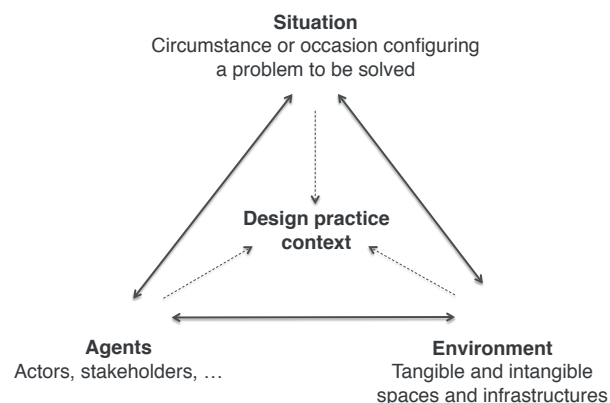 Situation
Circumstance or occasion configuring
a problem to be solved
Design practice
context
Agents
Actors, stakeholders, …
Environment
Tangible and intangible
spaces and infrastructures